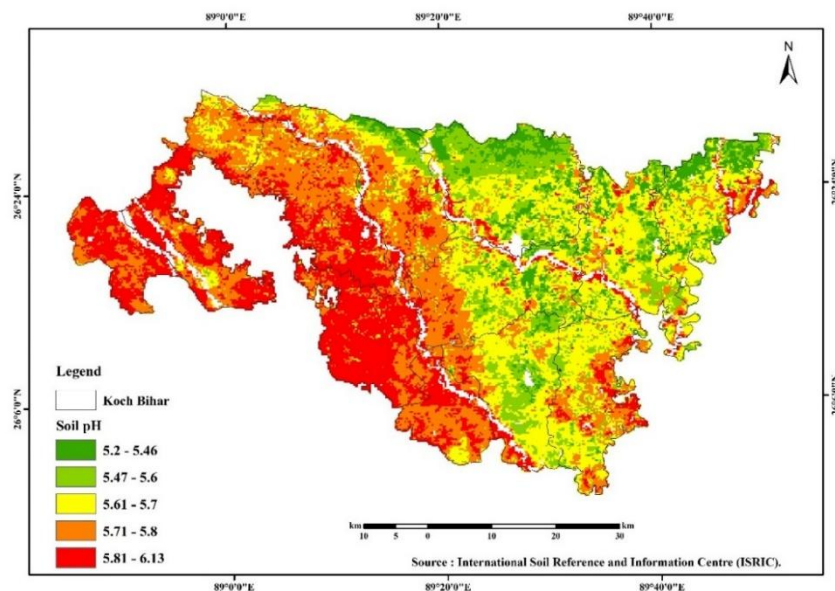 89°0'0"E 89°20'0"E 89°40'0"E
N
26°24'0"N
Legend
Koch Bihar
Soil pH
5.2 - 5.46
5.47 - 5.6
5.61 - 5.7
5.71 - 5.8
5.81 - 6.13
26°6'0"N 26°6'0"N
km km
10 5 0 10 20 30
Source : International Soil Reference and Information Centre (ISRIC).
89°0'0"E 89°20'0"E 89°40'0"E